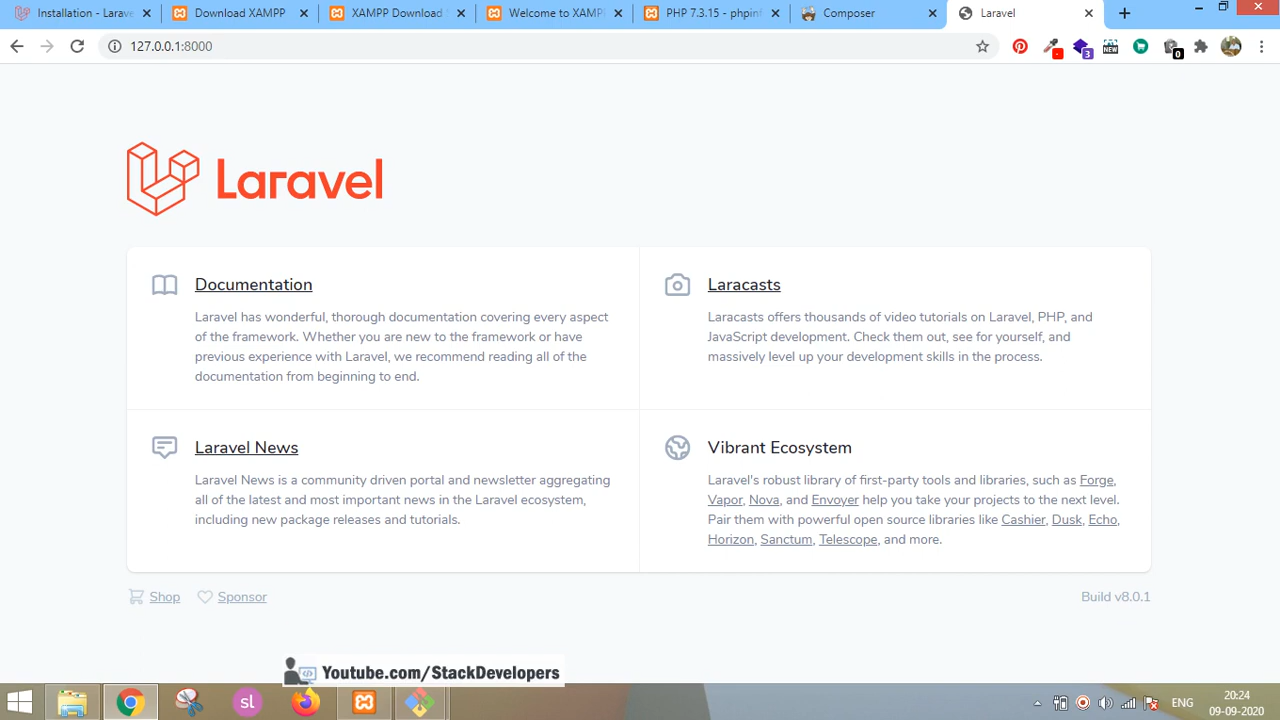 Installation - Larave
Download XAMPP
XAMPP Download
Welcome to XAMP
PHP 7.3.15 - phpinf
Composer
Laravel
127.0.0.1:8000
3
NEW
0
Laravel
Documentation
Laravel has wonderful, thorough documentation covering every aspect
of the framework. Whether you are new to the framework or have
previous experience with Laravel, we recommend reading all of the
documentation from beginning to end.
Laracasts
Laracasts offers thousands of video tutorials on Laravel, PHP, and
JavaScript development. Check them out, see for yourself, and
massively level up your development skills in the process.
Laravel News
Laravel News is a community driven portal and newsletter aggregating
all of the latest and most important news in the Laravel ecosystem,
including new package releases and tutorials.
Vibrant Ecosystem
Laravel's robust library of first-party tools and libraries, such as Forge,
Vapor, Nova, and Envoyer help you take your projects to the next level.
Pair them with powerful open source libraries like Cashier, Dusk, Echo,
Horizon, Sanctum, Telescope, and more.
Shop
Sponsor
Build v8.0.1
Youtube.com/StackDevelopers
sl
ENG
20:24
09-09-2020